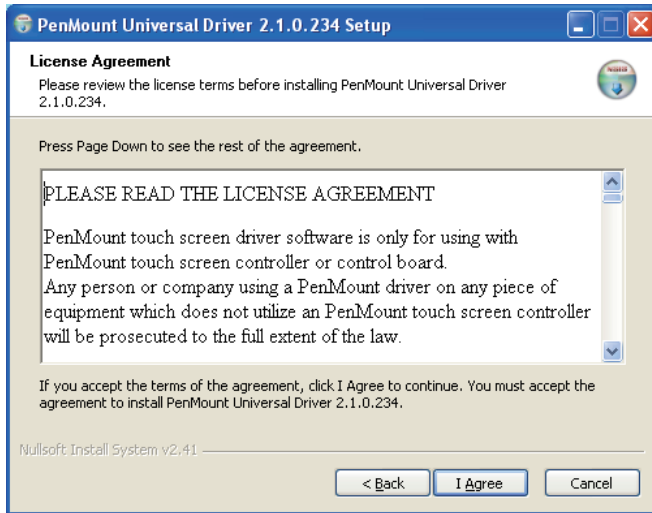 PenMount Universal Driver 2.1.0.234 Setup
License Agreement
Please review the license terms before installing PenMount Universal Driver
2.1.0.234.
Press Page Down to see the rest of the agreement.
PLEASE READ THE LICENSE AGREEMENT
PenMount touch screen driver software is only for using with
PenMount touch screen controller or control board.
Any person or company using a PenMount driver on any piece of
equipment which does not utilize an PenMount touch screen controller
will be prosecuted to the full extent of the law.
If you accept the terms of the agreement, click I Agree to continue. You must accept the
agreement to install PenMount Universal Driver 2.1.0.234.
Nullsoft Install System v2.41
< Back
I Agree
Cancel